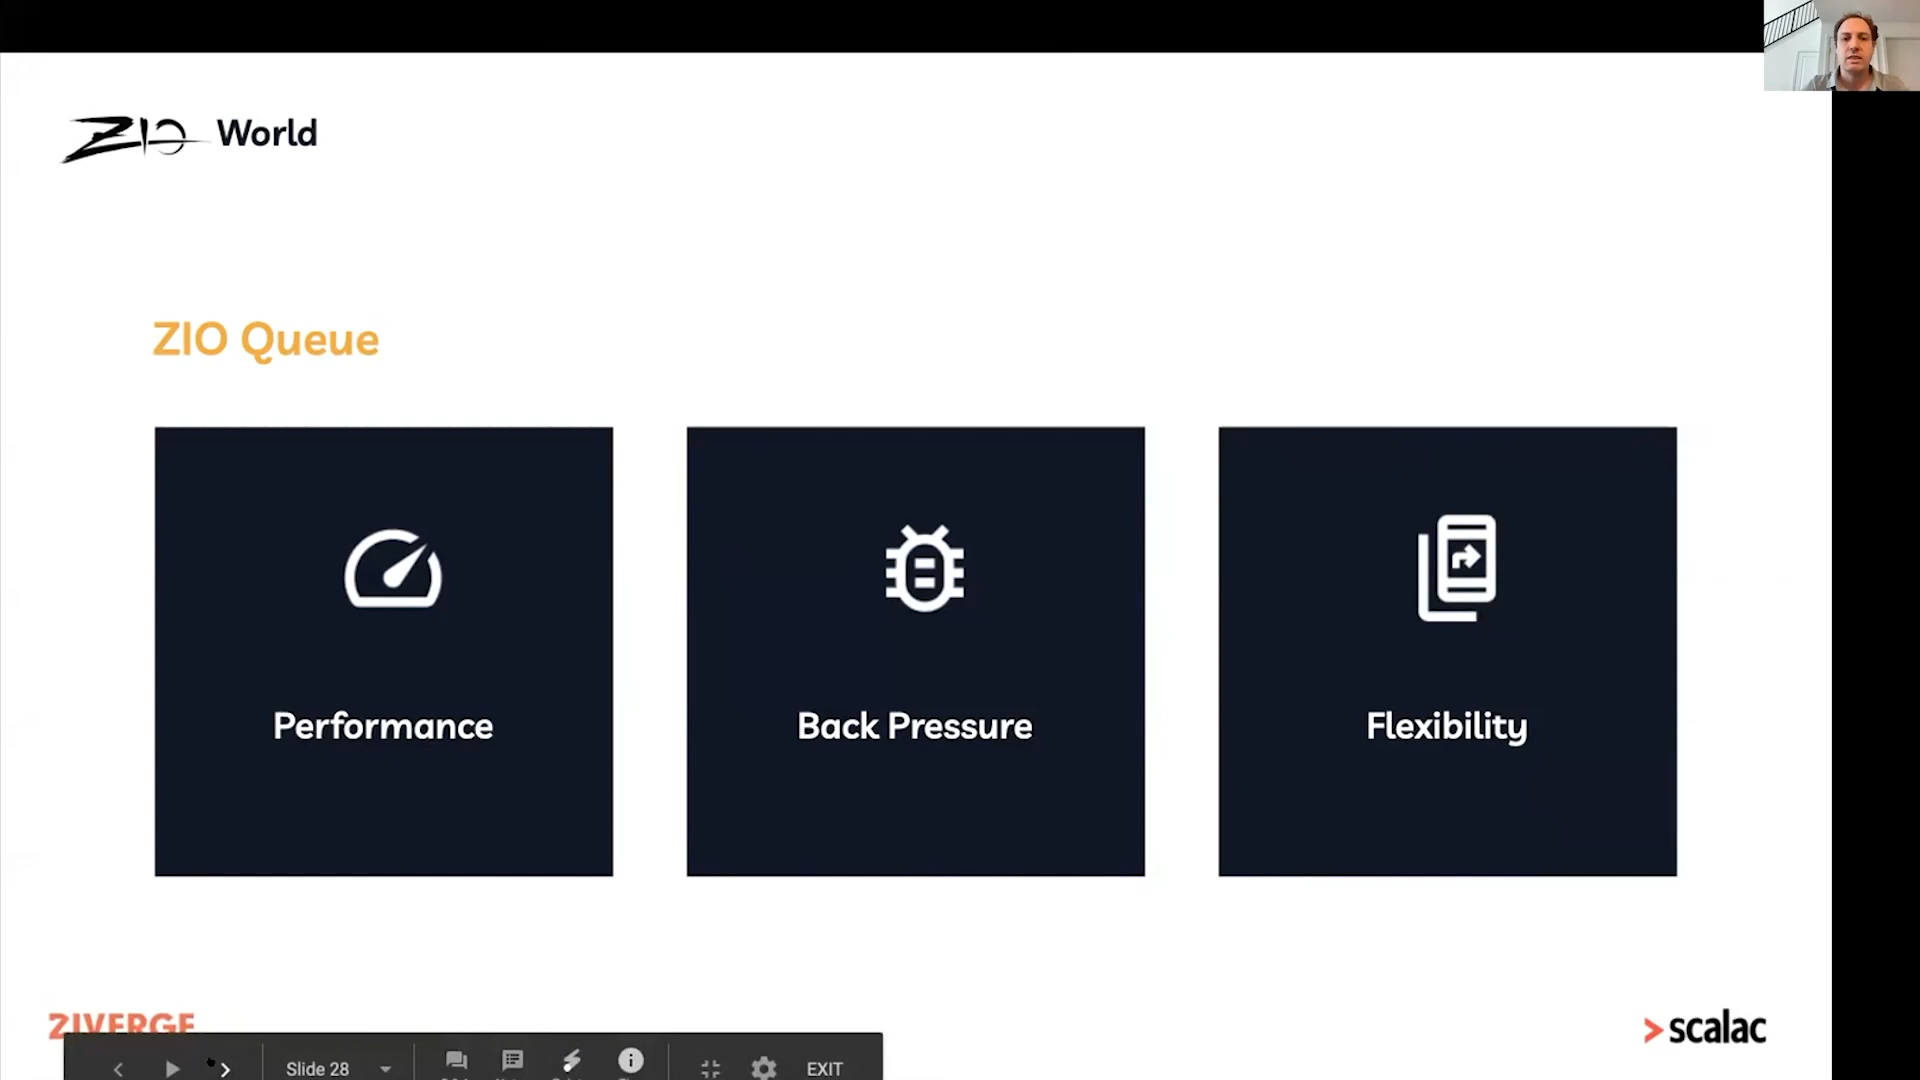 ZIO World
ZIO Queue
Performance
Back Pressure
Flexibility
ZIVERGE
scalac
Slide 28
EXIT